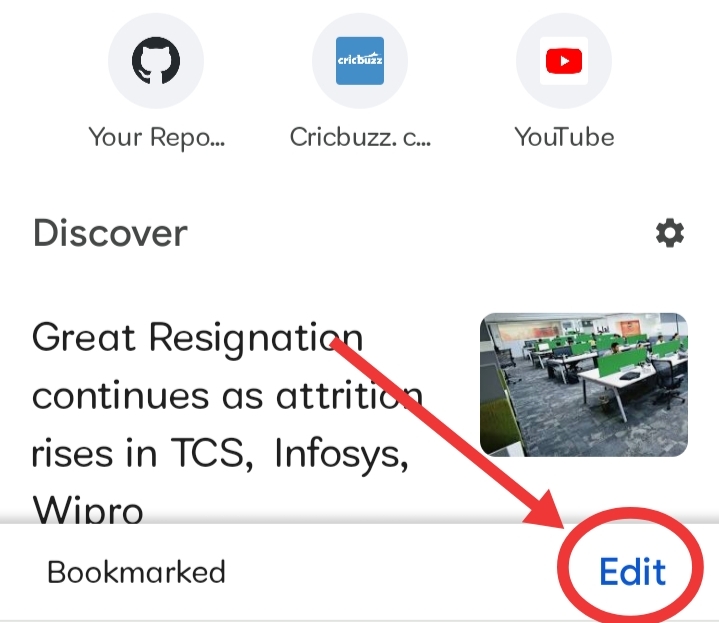 cricbuzz
Your Repo...
Cricbuzz. c...
YouTube
Discover
Great Resignation
continues as attrition
rises in TCS, Infosys,
Wipro
Bookmarked
Edit